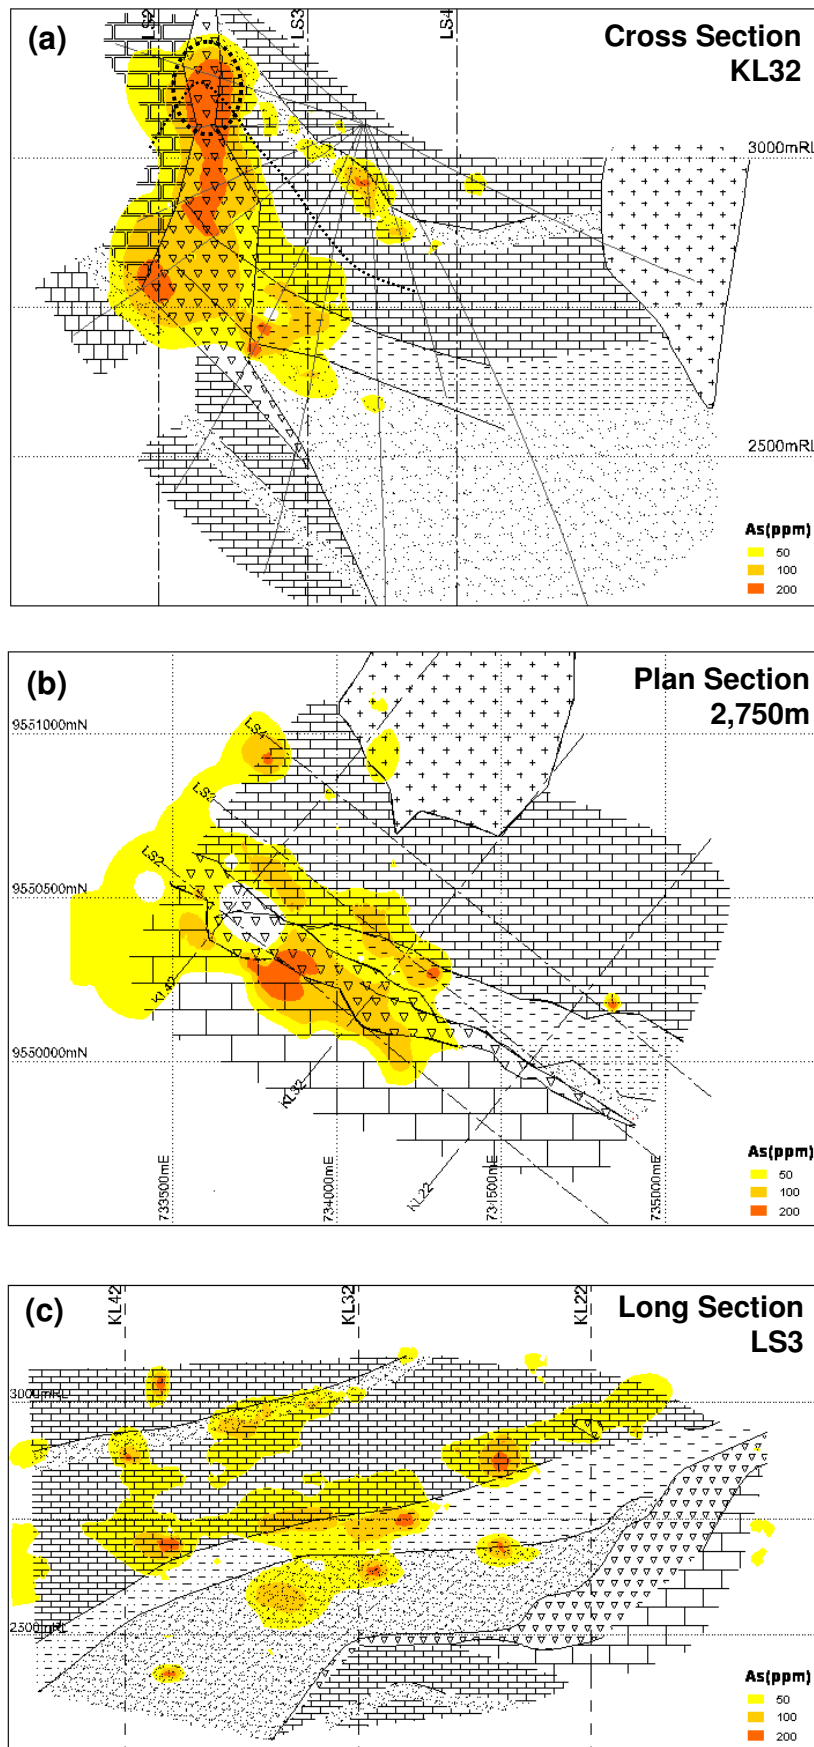 (a)
LS2
LS3
LS4
Cross Section
KL32
3000mRL
2500mRL
As(ppm)
50
100
200
(b)
Plan Section
2,750m
9551000mN
LS4
LS3
LS2
9550500mN
KL42
9550000mN
KL32
KL22
733500mE
734000mE
734500mE
735000mE
As(ppm)
50
100
200
(c)
KL42
KL32
KL22
Long Section
LS3
3000mRL
2500mRL
As(ppm)
50
100
200